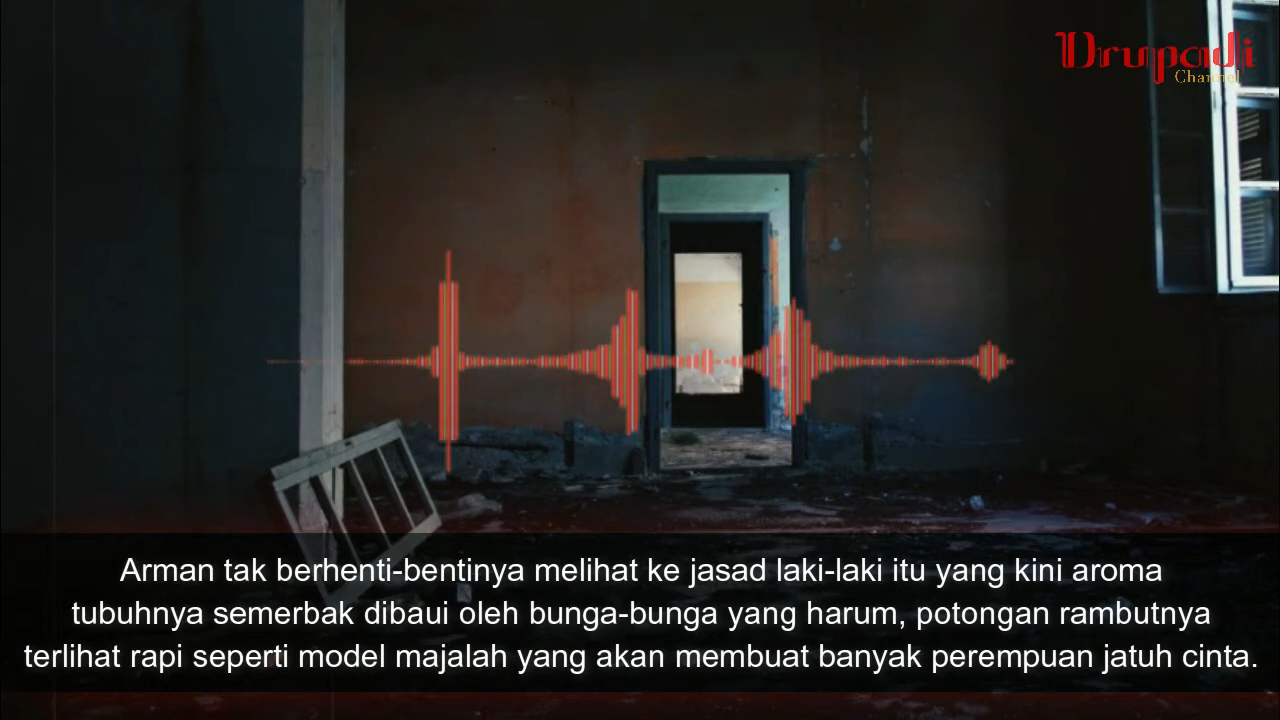 Drupadi
Channel
Arman tak berhenti-bentinya melihat ke jasad laki-laki itu yang kini aroma
tubuhnya semerbak dibaui oleh bunga-bunga yang harum, potongan rambutnya
terlihat rapi seperti model majalah yang akan membuat banyak perempuan jatuh cinta.